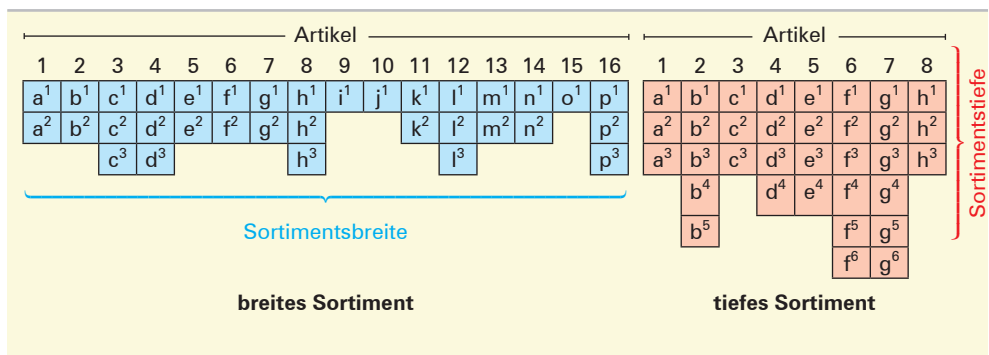 Artikel Artikel
1 2 3 4 5 6 7 8 9 10 11 12 13 14 15 16 1 2 3 4 5 6 7 8
a¹ b¹ c¹ d¹ e¹ f¹ g¹ h¹ i¹ j¹ k¹ l¹ m¹ n¹ o¹ p¹ a¹ b¹ c¹ d¹ e¹ f¹ g¹ h¹
a² b² c² d² e² f² g² h² k² l² m² n² p² a² b² c² d² e² f² g² h²
c³ d³ h³ l³ p³ a³ b³ c³ d³ e³ f³ g³ h³
b⁴ d⁴ e⁴ f⁴ g⁴
b⁵ f⁵ g⁵
f⁶ g⁶
Sortimentsbreite
Sortimentstiefe
breites Sortiment tiefes Sortiment